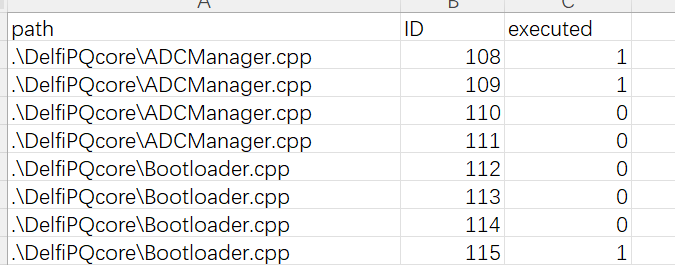 A B C
path ID executed
.\DelfiPQcore\ADCManager.cpp 108 1
.\DelfiPQcore\ADCManager.cpp 109 1
.\DelfiPQcore\ADCManager.cpp 110 0
.\DelfiPQcore\ADCManager.cpp 111 0
.\DelfiPQcore\Bootloader.cpp 112 0
.\DelfiPQcore\Bootloader.cpp 113 0
.\DelfiPQcore\Bootloader.cpp 114 0
.\DelfiPQcore\Bootloader.cpp 115 1